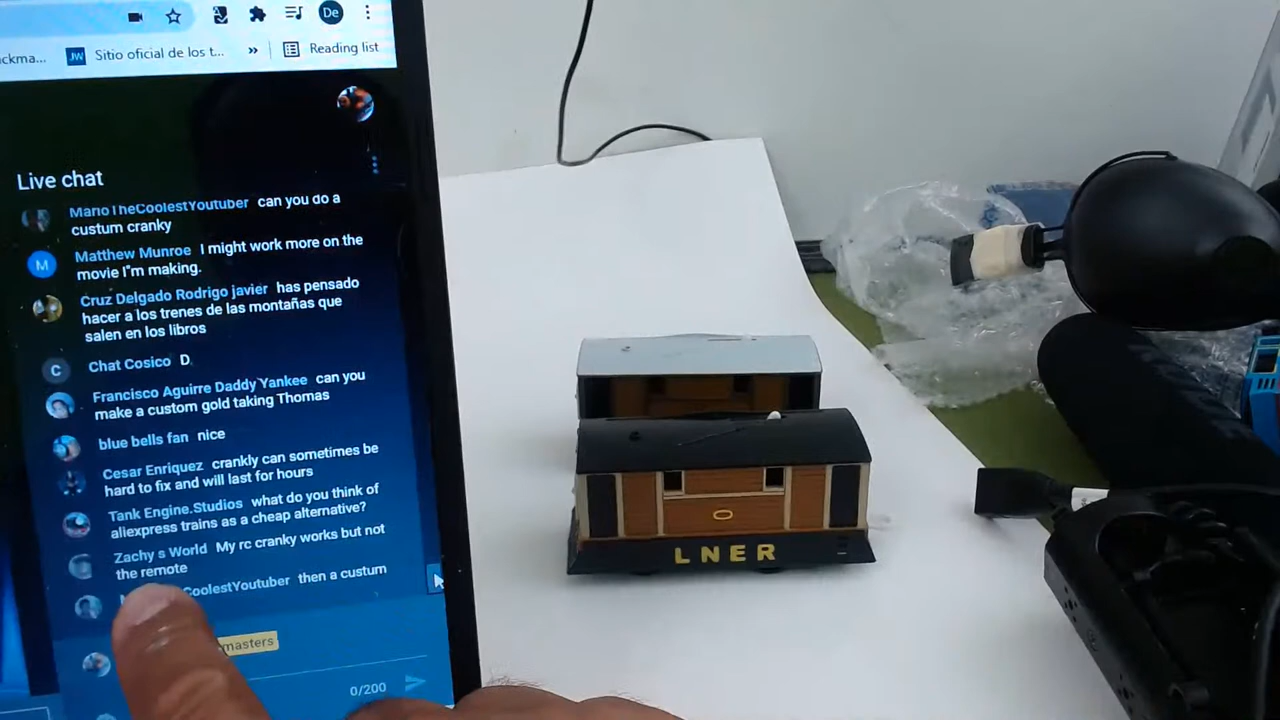 De
ckma...
JW
Sitio oficial de los t...
»
Reading list
Live chat
MarioTheCoolestYoutuber can you do a
custum cranky
M
Matthew Munroe I might work more on the
movie I"m making.
Cruz Delgado Rodrigo javier has pensado
hacer a los trenes de las montañas que
salen en los libros
C
Chat Cosico D
Francisco Aguirre Daddy Yankee can you
make a custom gold taking Thomas
blue bells fan nice
Cesar Enriquez crankly can sometimes be
hard to fix and will last for hours
Tank Engine.Studios what do you think of
aliexpress trains as a cheap alternative?
Zachy s World My rc cranky works but not
the remote
CoolestYoutuber then a custum
masters
0/200
LNER